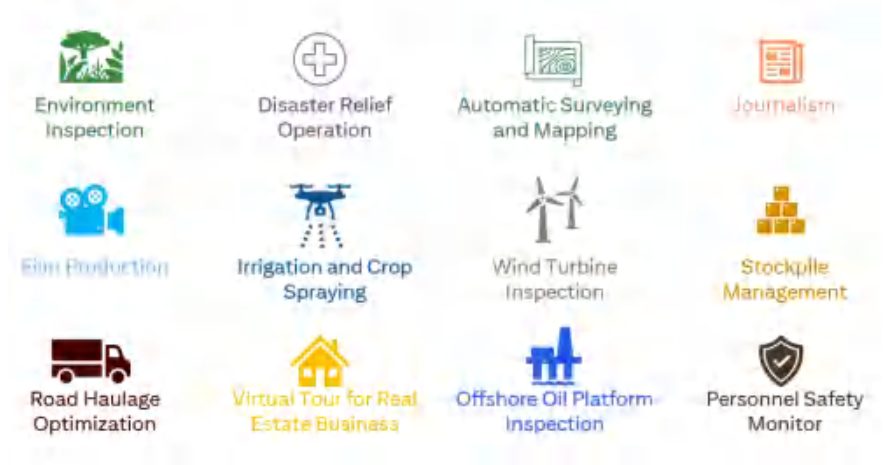 Environment
Inspection
Disaster Relief
Operation
Automatic Surveying
and Mapping
Journalism
Film Production
Irrigation and Crop
Spraying
Wind Turbine
Inspection
Stockpile
Management
Road Haulage
Optimization
Virtual Tour for Real
Estate Business
Offshore Oil Platform
Inspection
Personnel Safety
Monitor